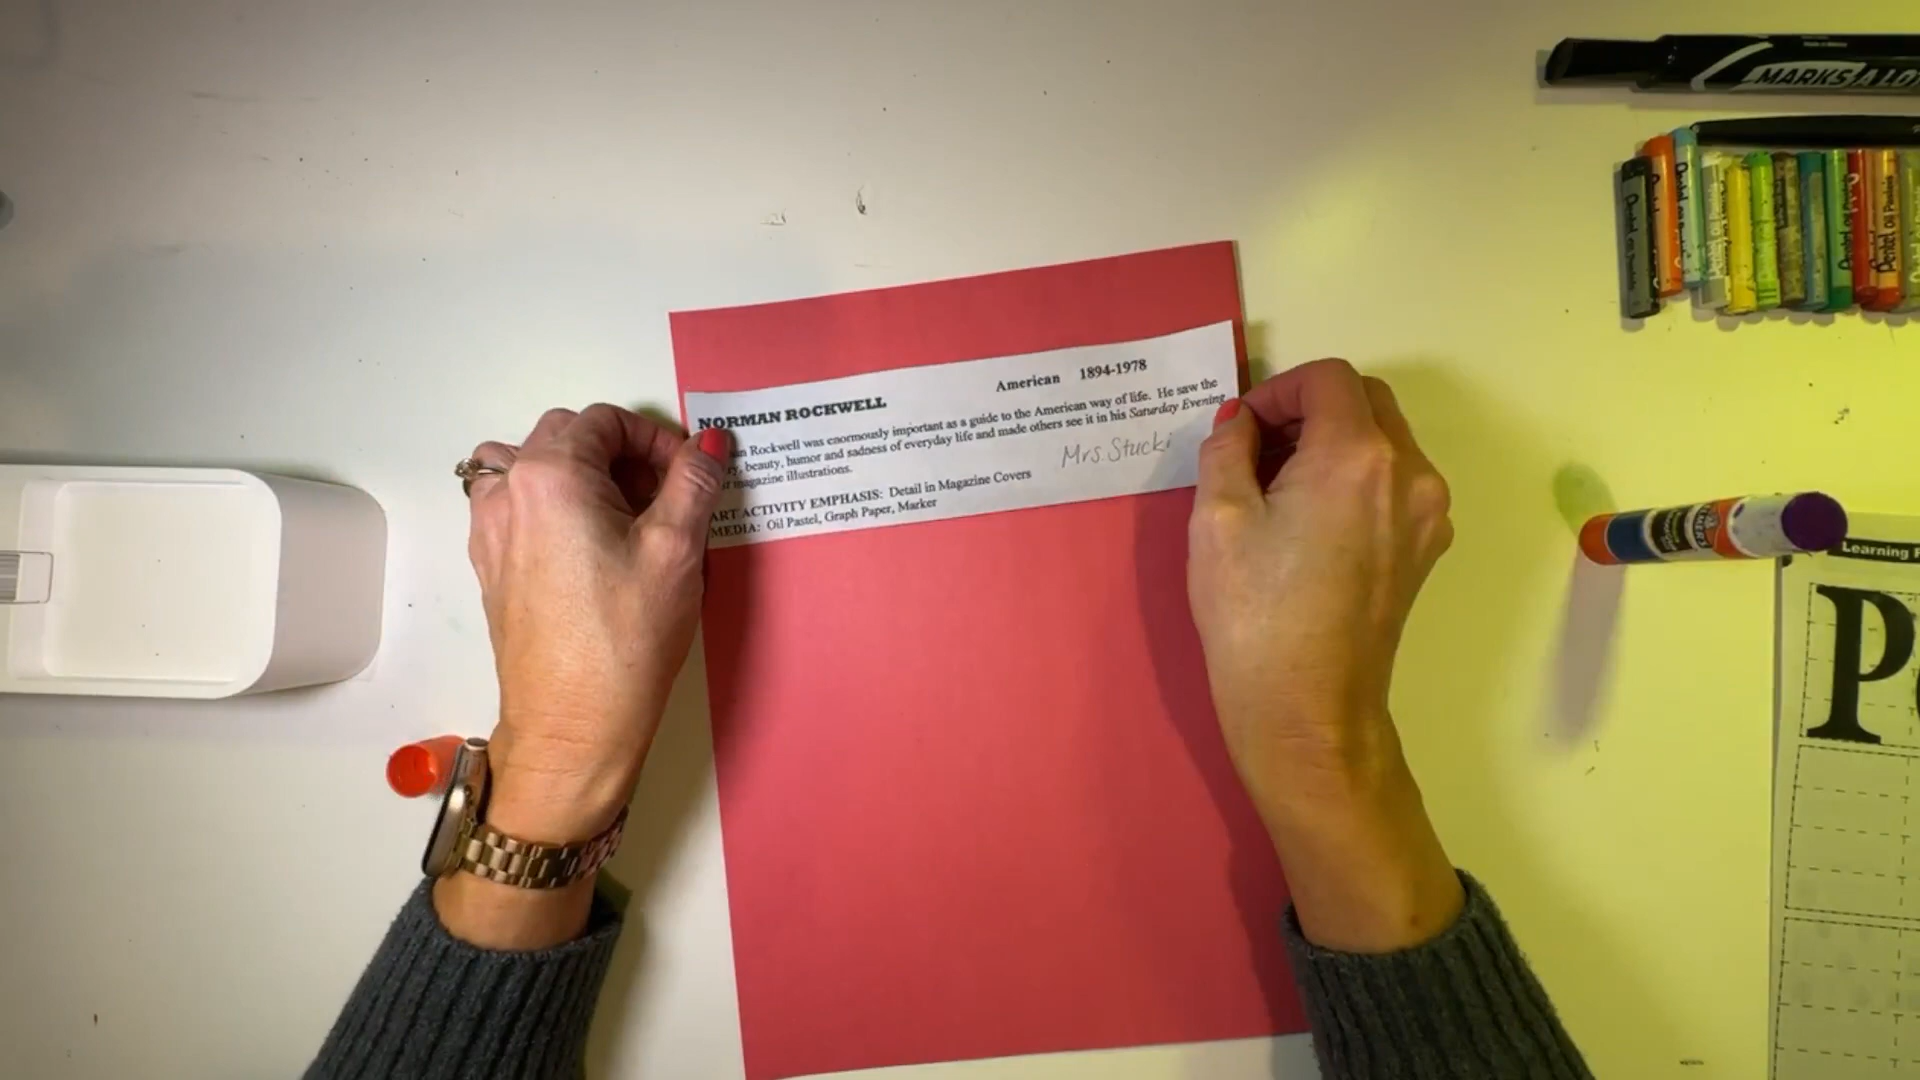 MARKS-A-LO
American 1894-1978
NORMAN ROCKWELL
Rockwell was enormously important as a guide to the American way of life. He saw the
beauty, humor and sadness of everyday life and made others see it in his Saturday Evening
magazine illustrations.
Mrs. Stucki
ART ACTIVITY EMPHASIS: Detail in Magazine Covers
MEDIA: Oil Pastel, Graph Paper, Marker
Pentel Oil Pastels
ELMER'S
Learning
P